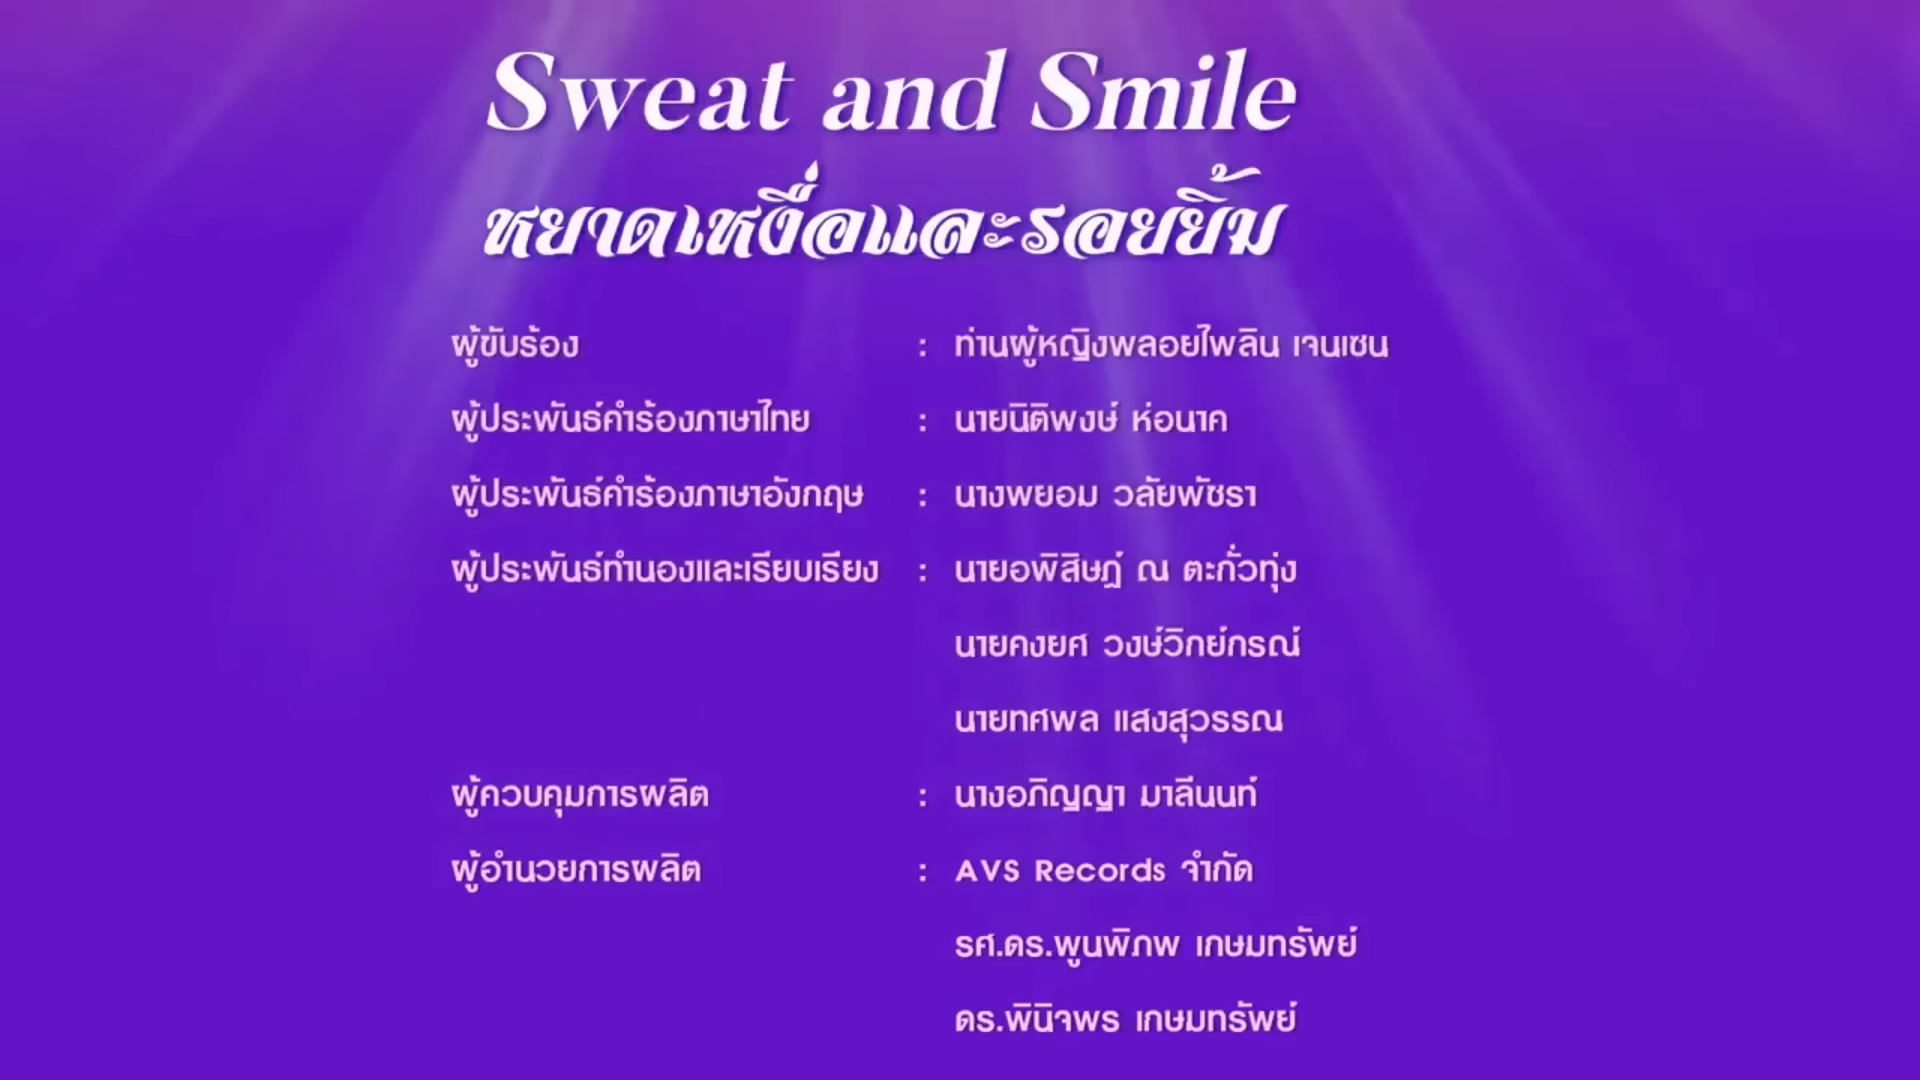 Sweat and Smile
หยาดเหงื่อและรอยยิ้ม
ผู้ขับร้อง : ท่านผู้หญิงพลอยไพลิน เจนเซน
ผู้ประพันธ์คำร้องภาษาไทย : นายนิติพงษ์ ห่อนาค
ผู้ประพันธ์คำร้องภาษาอังกฤษ : นางพยอม วลัยพัชรา
ผู้ประพันธ์ทำนองและเรียบเรียง : นายอพิสิษฎ์ ณ ตะกั่วทุ่ง
นายคงยศ วงษ์วิกย์กรณ์
นายทศพล แสงสุวรรณ
ผู้ควบคุมการผลิต : นางอภิญญา มาลีนนท์
ผู้อำนวยการผลิต : AVS Records จำกัด
รศ.ดร.พูนพิภพ เกษมทรัพย์
ดร.พินิจพร เกษมทรัพย์